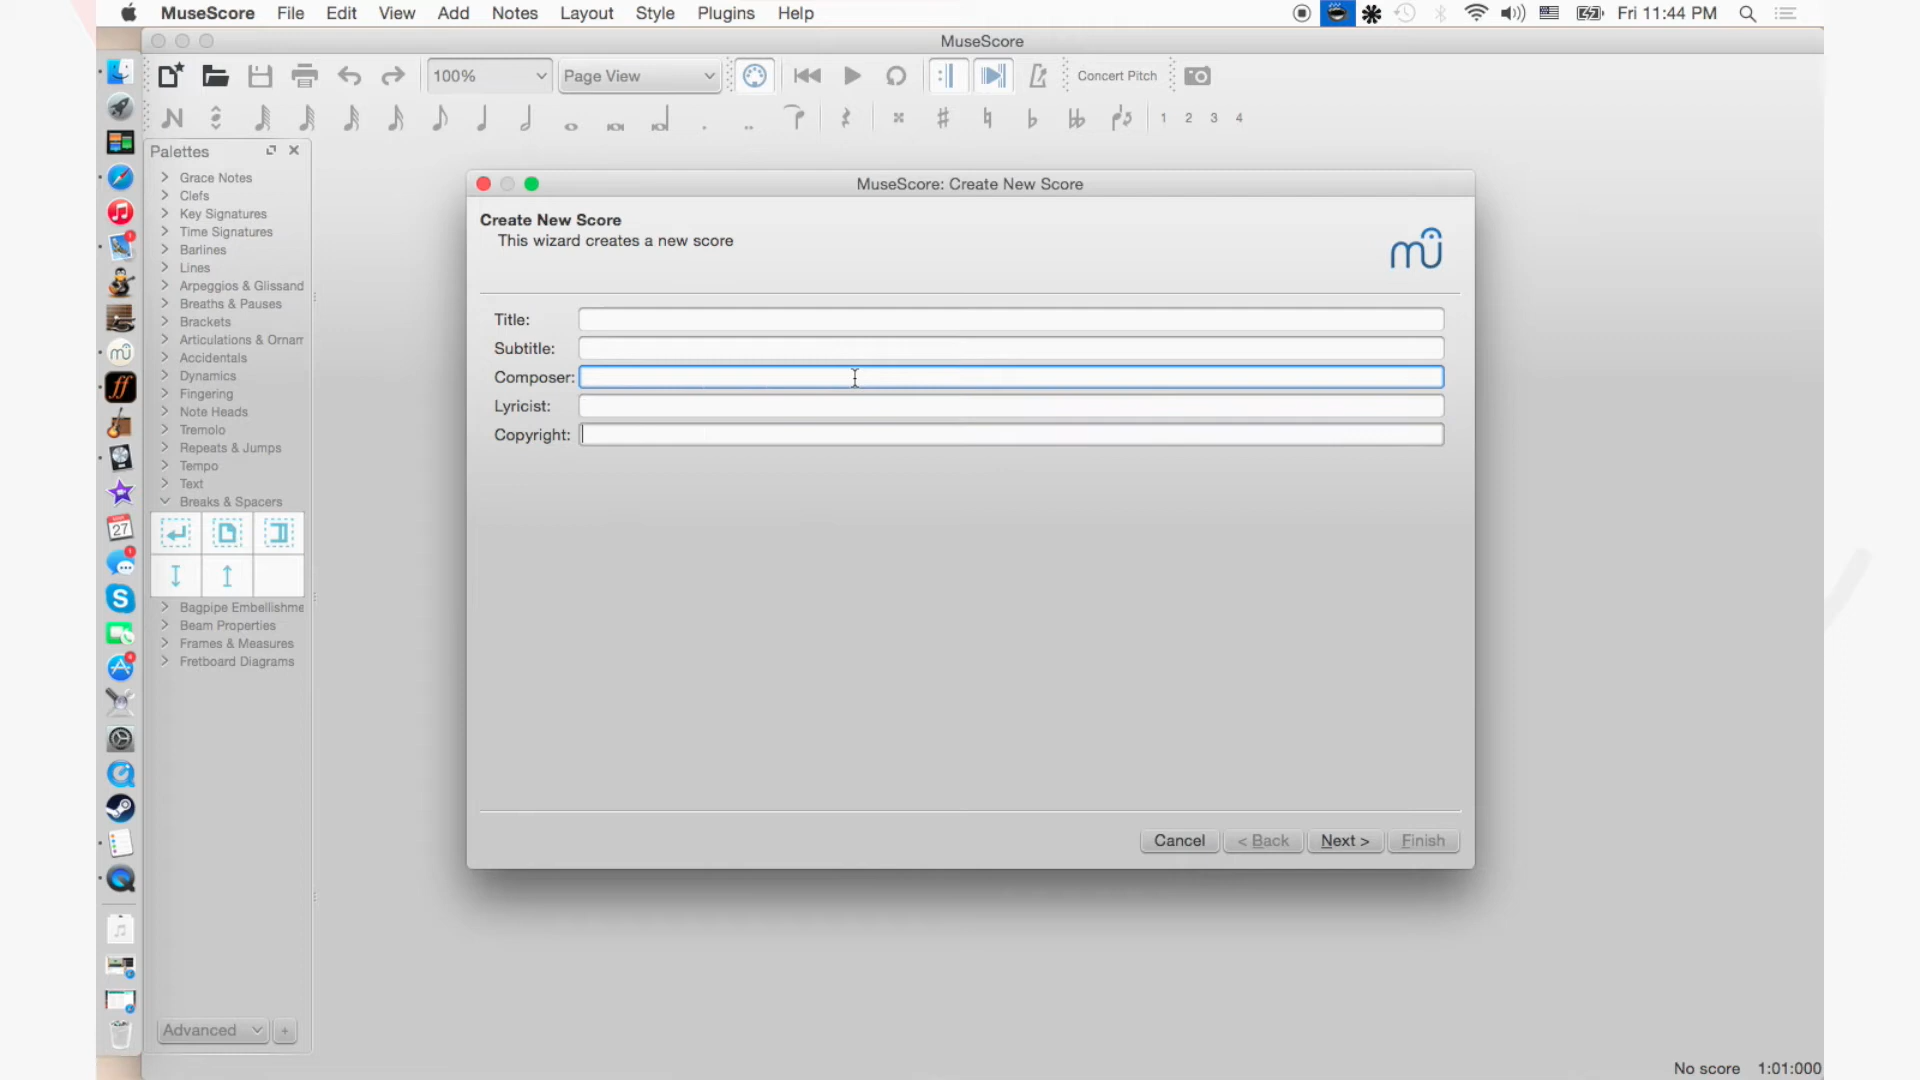 MuseScore File Edit View Add Notes Layout Style Plugins Help Fri 11:44 PM
MuseScore
100% Page View Concert Pitch
1 2 3 4
Palettes
Grace Notes
Clefs
Key Signatures
Time Signatures
Barlines
Lines
Arpeggios & Glissand
Breaths & Pauses
Brackets
Articulations & Ornam
Accidentals
Dynamics
Fingering
Note Heads
Tremolo
Repeats & Jumps
Tempo
Text
Breaks & Spacers
Bagpipe Embellishme
Beam Properties
Frames & Measures
Fretboard Diagrams
Advanced
+
27
MuseScore: Create New Score
Create New Score
This wizard creates a new score
mu
Title:
Subtitle:
Composer:
Lyricist:
Copyright:
Cancel < Back Next > Finish
No score 1:01:000